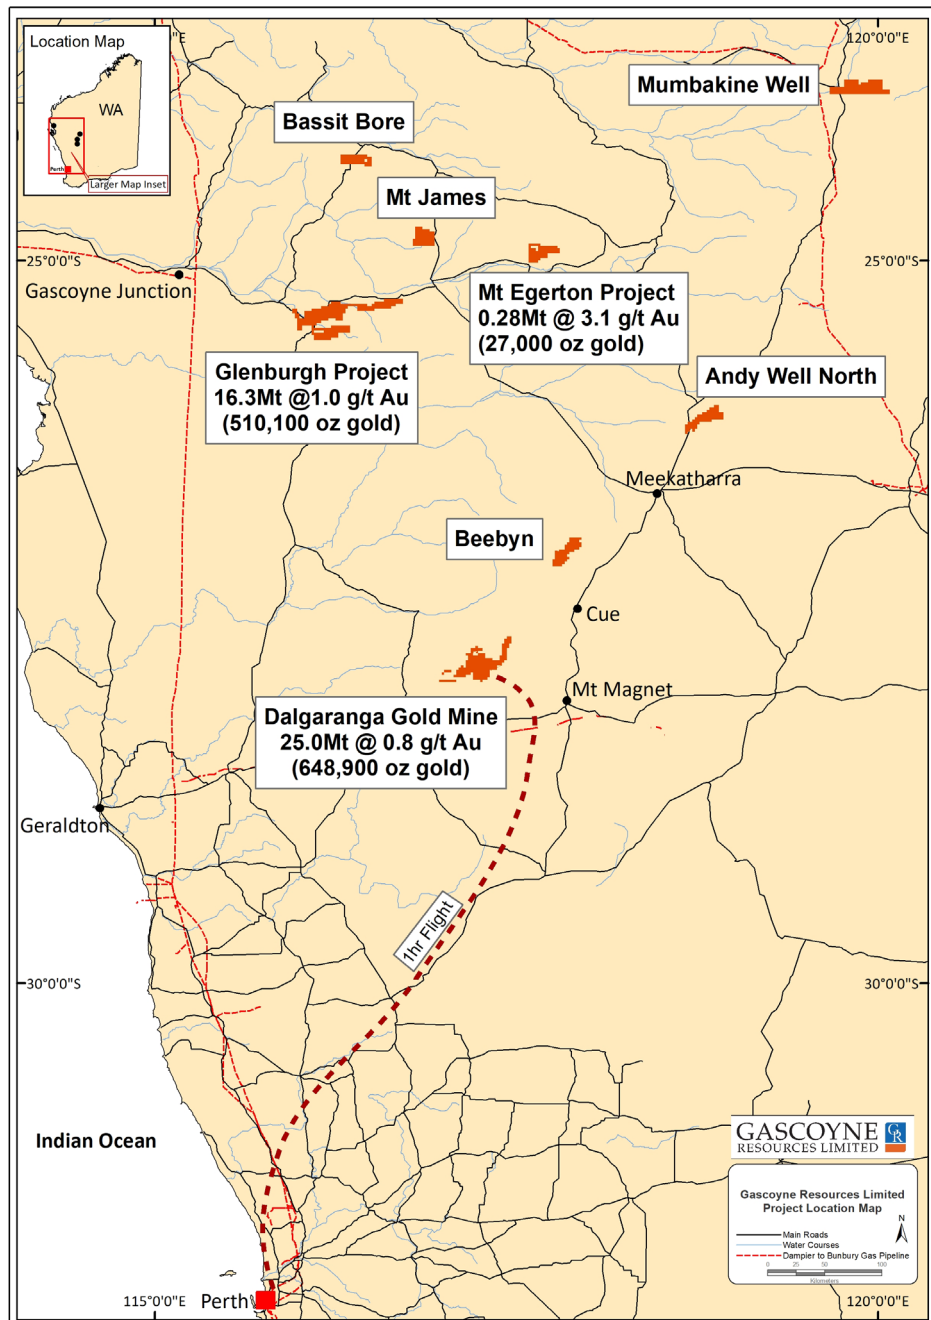 Location Map
WA
Perth
Larger Map Inset
0'0"E
120°0'0"E
Mumbakine Well
Bassit Bore
Mt James
25°0'0"S
25°0'0"S
Gascoyne Junction
Mt Egerton Project
0.28Mt @ 3.1 g/t Au
(27,000 oz gold)
Glenburgh Project
16.3Mt @1.0 g/t Au
(510,100 oz gold)
Andy Well North
Meekatharra
Beebyn
Cue
Mt Magnet
Dalgaranga Gold Mine
25.0Mt @ 0.8 g/t Au
(648,900 oz gold)
Geraldton
1hr Flight
30°0'0"S
30°0'0"S
Indian Ocean
GASCOYNE
RESOURCES LIMITED
GR
Gascoyne Resources Limited
Project Location Map
N
Main Roads
Water Courses
Dampier to Bunbury Gas Pipeline
0 25 50 100
Kilometers
115°0'0"E
Perth
120°0'0"E